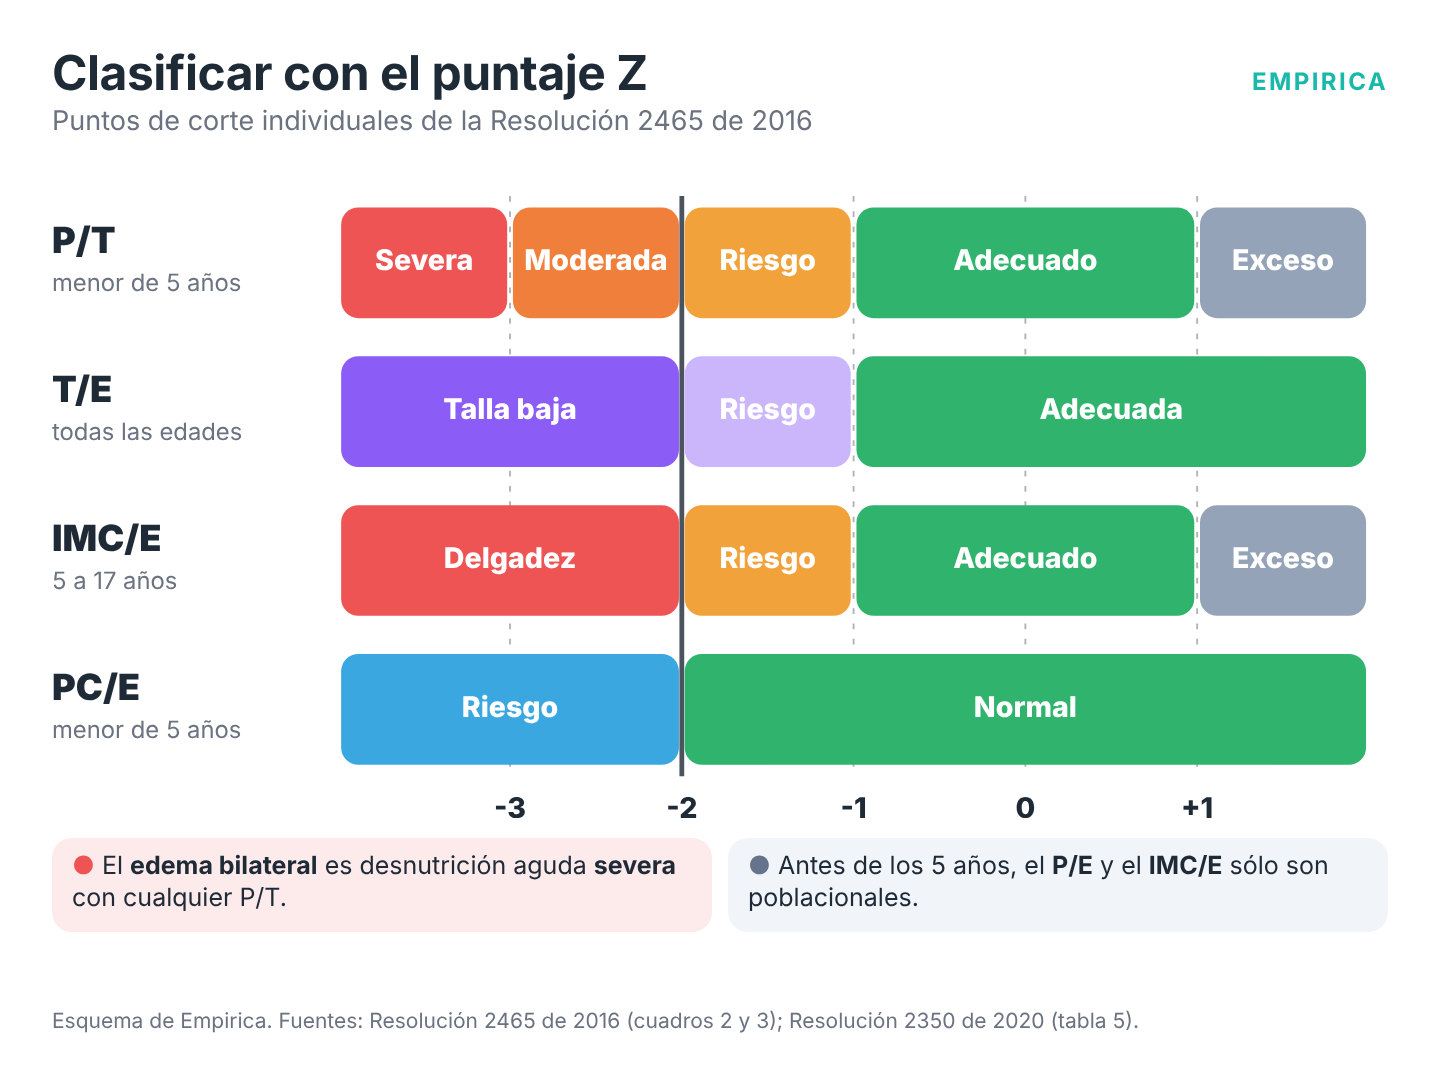 Clasificar con el puntaje Z
EMPIRICA
Puntos de corte individuales de la Resolución 2465 de 2016
P/T
menor de 5 años
Severa
Moderada
Riesgo
Adecuado
Exceso
T/E
todas las edades
Talla baja
Riesgo
Adecuada
IMC/E
5 a 17 años
Delgadez
Riesgo
Adecuado
Exceso
PC/E
menor de 5 años
Riesgo
Normal
-3
-2
-1
0
+1
El edema bilateral es desnutrición aguda severa
con cualquier P/T.
Antes de los 5 años, el P/E y el IMC/E sólo son
poblacionales.
Esquema de Empirica. Fuentes: Resolución 2465 de 2016 (cuadros 2 y 3); Resolución 2350 de 2020 (tabla 5).